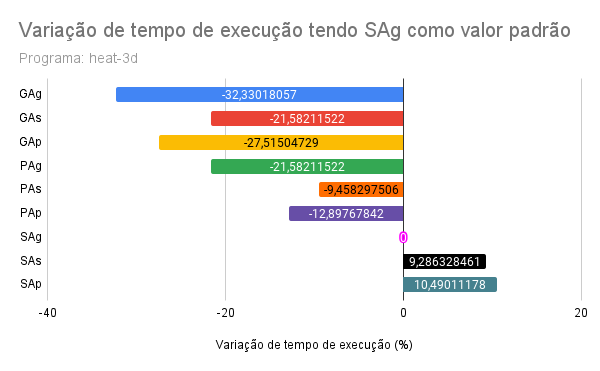 Variação de tempo de execução tendo SAg como valor padrão
Programa: heat-3d
GAg -32,33018057
GAs -21,58211522
GAp -27,51504729
PAg -21,58211522
PAs -9,458297506
PAp -12,89767842
SAg 0
SAs 9,286328461
SAp 10,49011178
-40 -20 0 20
Variação de tempo de execução (%)